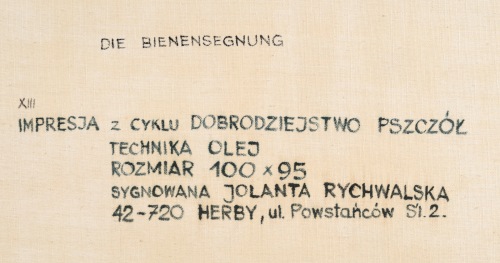 DIE BIENENSEGNUNG
XIII
IMPRESJA z CYKLU DOBRODZIEJSTWO PSZCZÓŁ
TECHNIKA OLEJ
ROZMIAR 100 x 95
SYGNOWANA JOLANTA RYCHWALSKA
42-720 HERBY, ul. Powstańców Śl. 2.